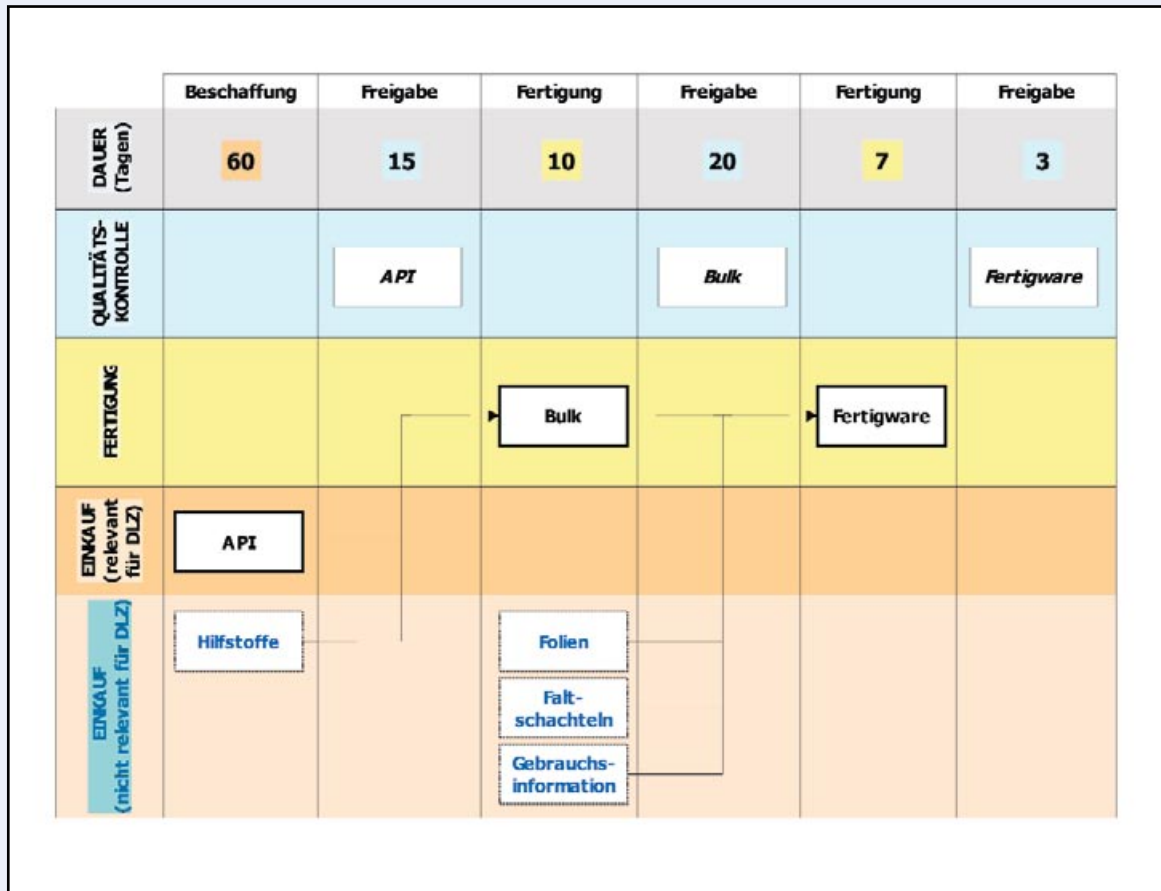 Beschaffung Freigabe Fertigung Freigabe Fertigung Freigabe
DAUER
(Tagen)
60 15 10 20 7 3
QUALITÄTS-
KONTROLLE
API Bulk Fertigware
FERTIGUNG
Bulk Fertigware
EINKAUF
(relevant
für DLZ)
API
EINKAUF
(nicht relevant für DLZ)
Hilfstoffe Folien
Falt-
schachteln
Gebrauchs-
information